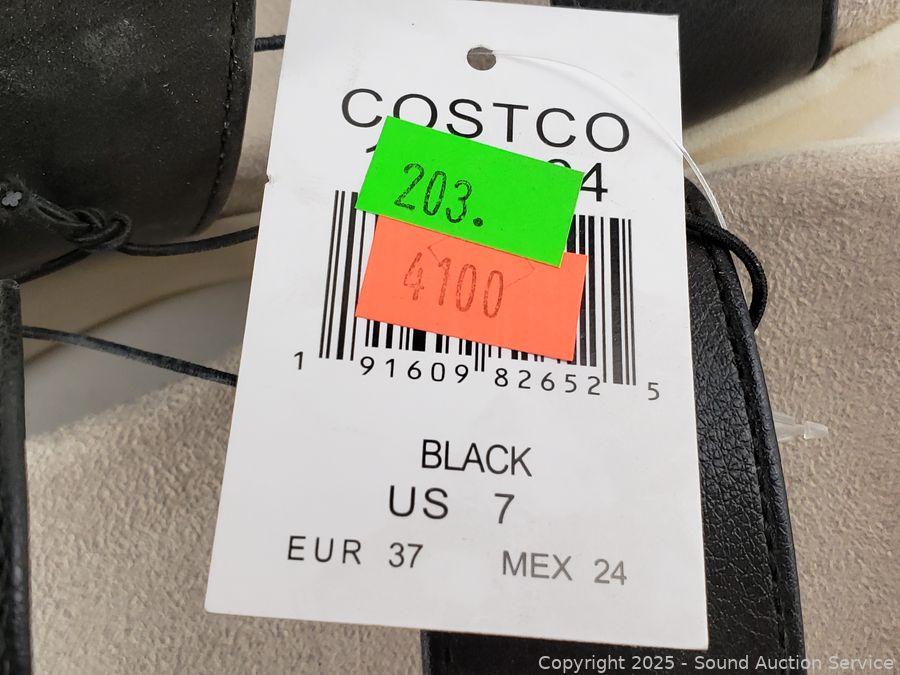 COSTCO
203.
4100
1 91609 82652 5
BLACK
US 7
EUR 37 MEX 24
Copyright 2025 - Sound Auction Service